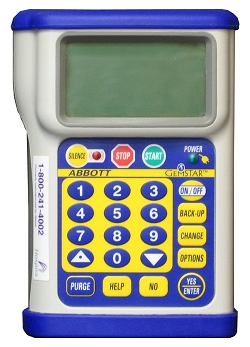 SILENCE STOP START POWER
ABBOTT GEMSTAR™
1 2 3 ON / OFF
4 5 6 BACK-UP
7 8 9 CHANGE
0 OPTIONS
PURGE HELP NO YES
ENTER
1-800-241-4002